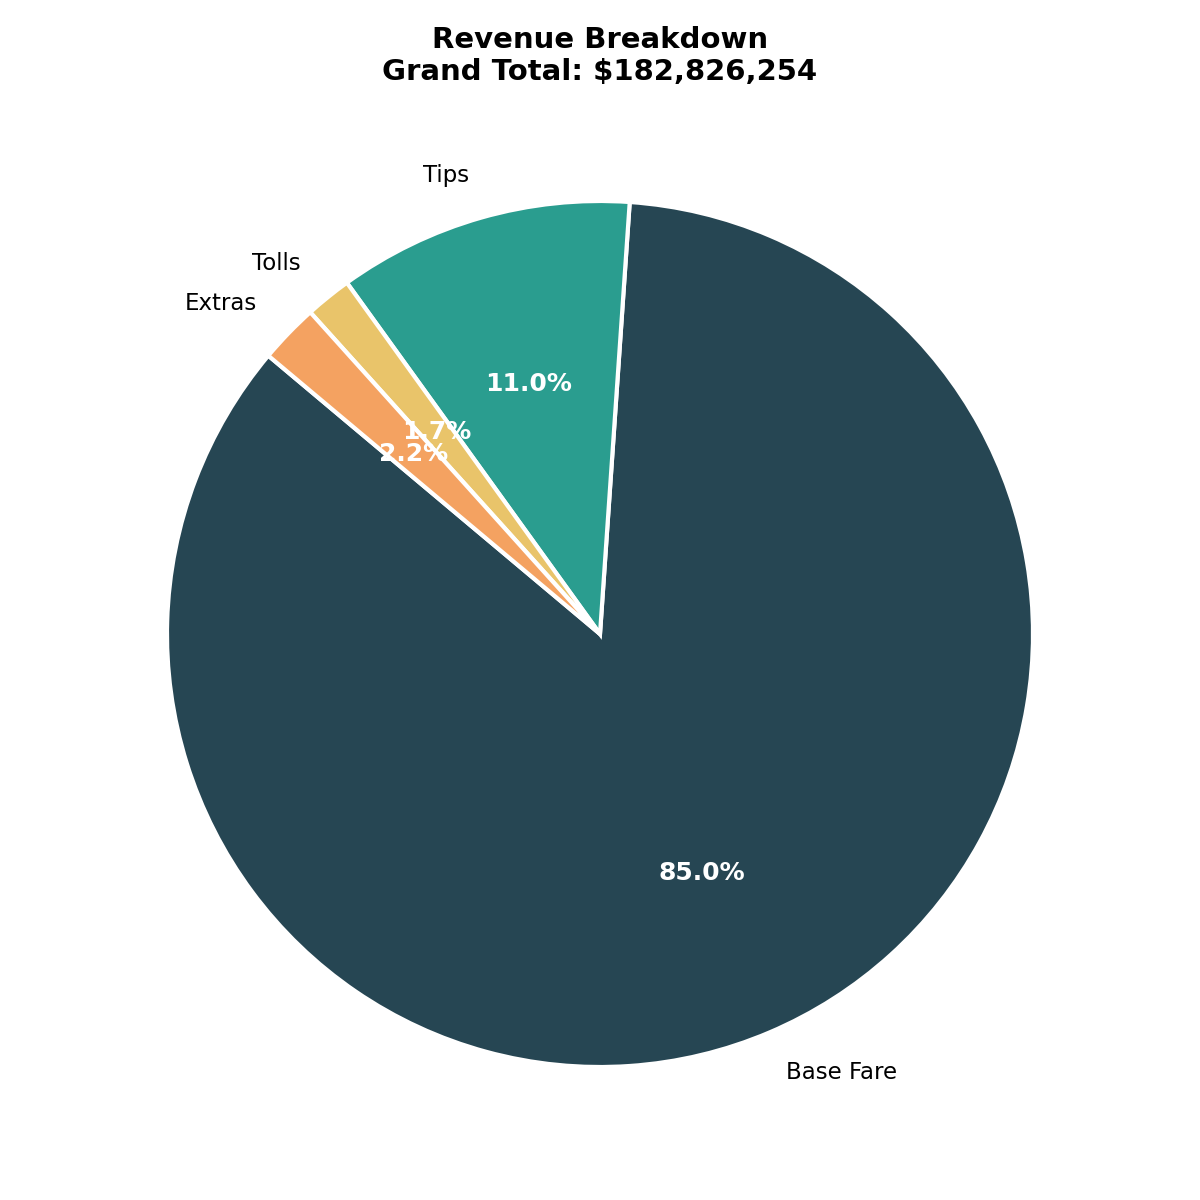 Revenue Breakdown
Grand Total: $182,826,254
Tips
Tolls
Extras
11.0%
1.7%
2.2%
85.0%
Base Fare